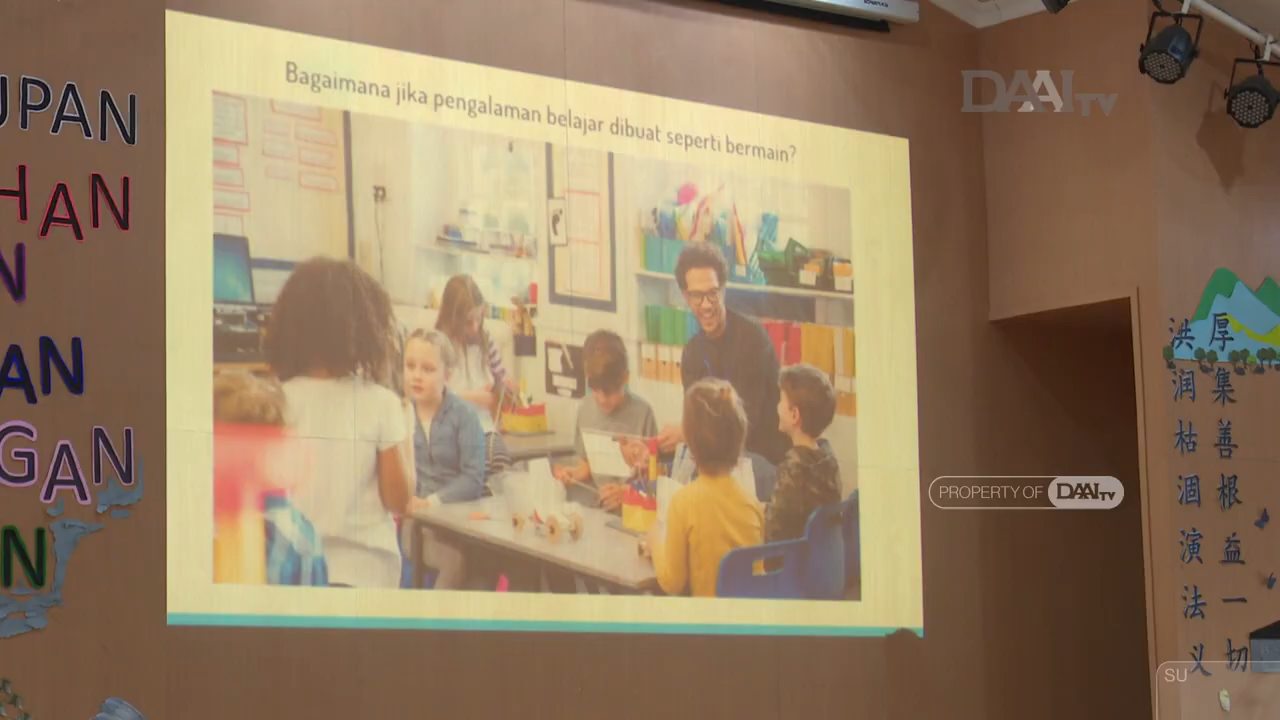 Bagaimana jika pengalaman belajar dibuat seperti bermain?
DAAI TV
UPAN
HAN
N
AN
GAN
N
PROPERTY OF DAAI TV
厚集善根益一切
洪润枯涸演法义
SU